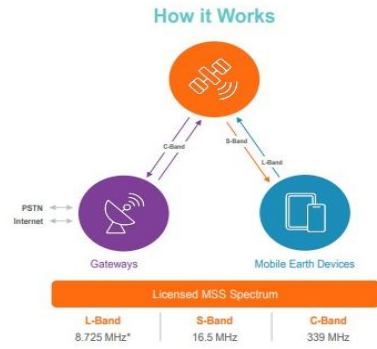 How it Works
C-Band
S-Band
L-Band
PSTN
Internet
Gateways
Mobile Earth Devices
Licensed MSS Spectrum
L-Band
S-Band
C-Band
8.725 MHz*
16.5 MHz
339 MHz